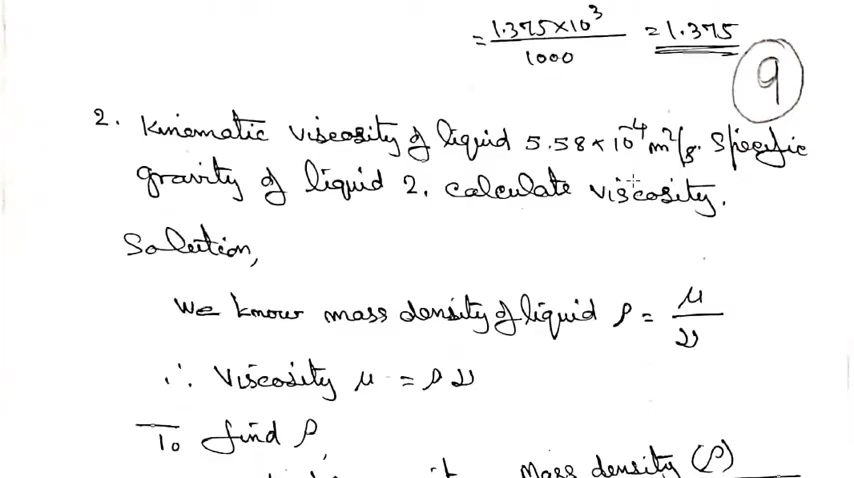 = 1.375×10³ / 1000 = 1.375
9
2. Kinematic viscosity of liquid 5.58 × 10⁻⁴ m²/s. Specific
gravity of liquid 2. calculate viscosity.
Solution,
We know mass density of liquid ρ = μ / ν
∴ Viscosity μ = ρ ν
To find ρ,
Mass density (ρ)